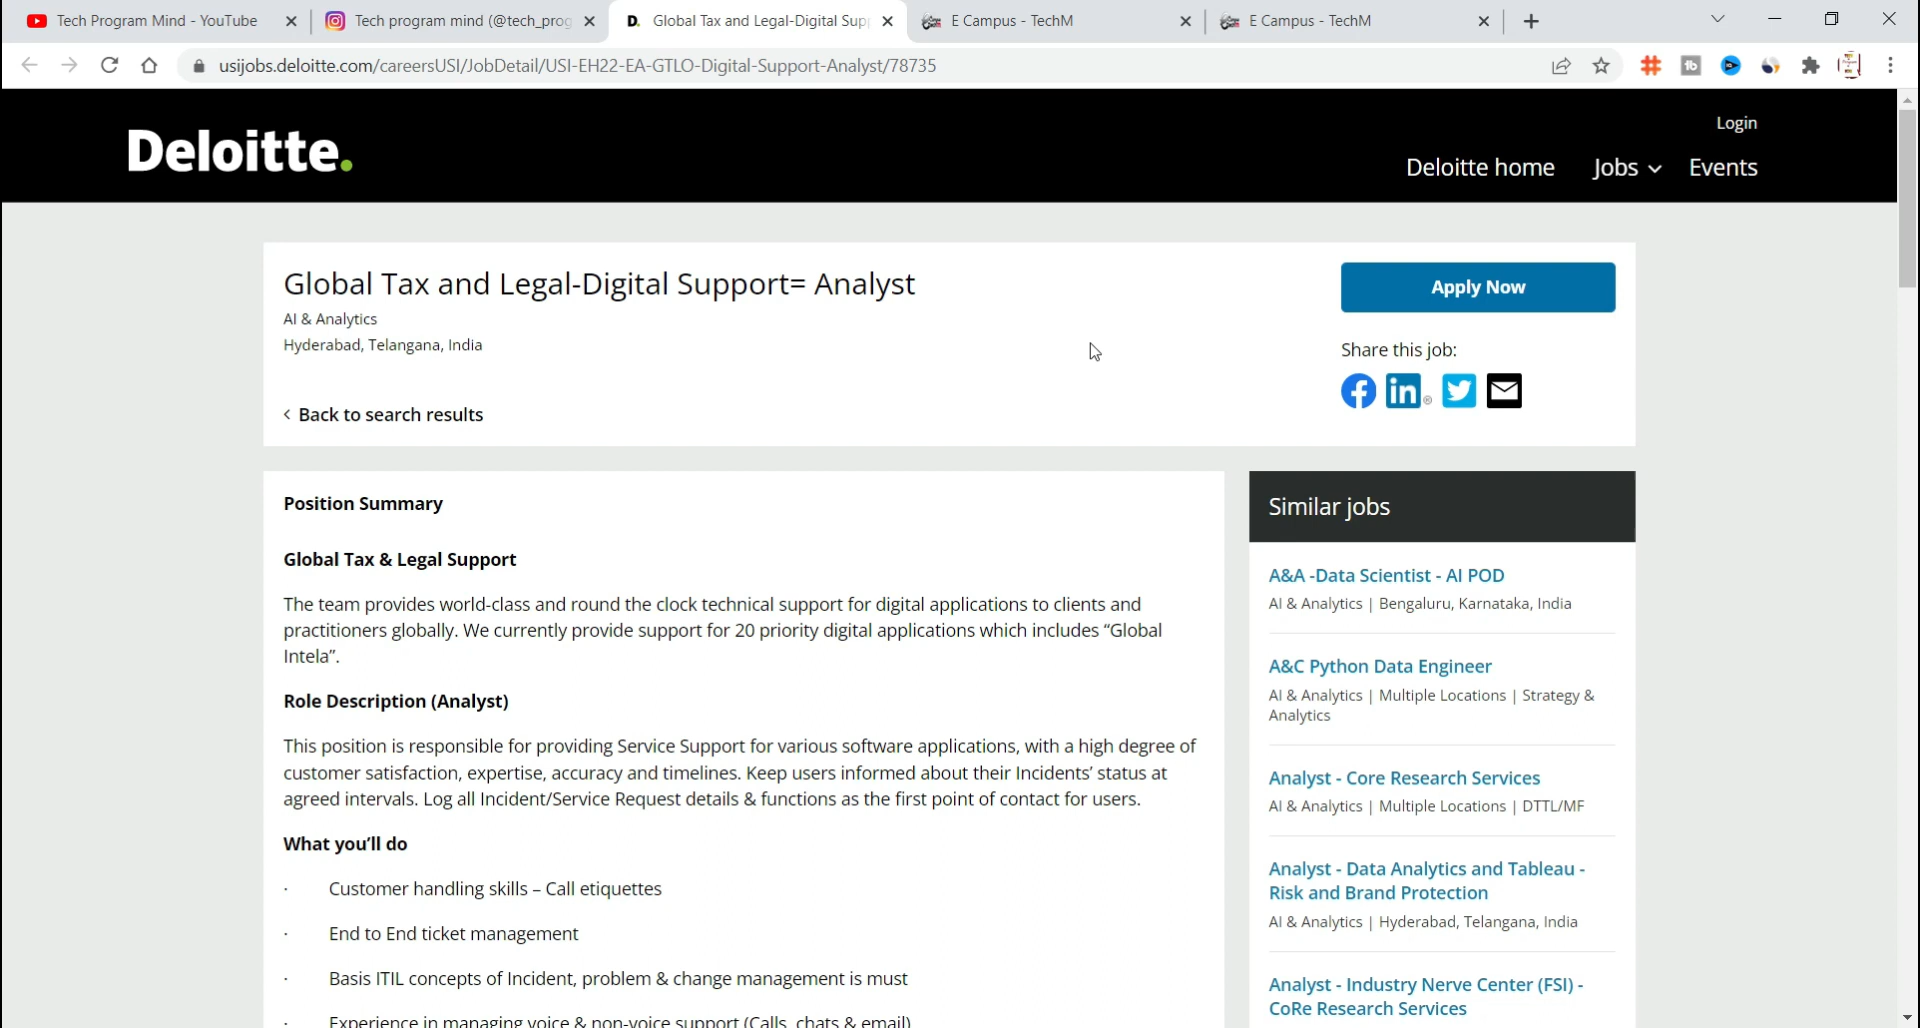 Tech Program Mind - YouTube
Tech program mind (@tech_prog
D. Global Tax and Legal-Digital Sup
E Campus - TechM
E Campus - TechM
usijobs.deloitte.com/careersUSI/JobDetail/USI-EH22-EA-GTLO-Digital-Support-Analyst/78735
Login
Deloitte.
Deloitte home
Jobs
Events
Global Tax and Legal-Digital Support= Analyst
AI & Analytics
Hyderabad, Telangana, India
Back to search results
Apply Now
Share this job:
Position Summary
Global Tax & Legal Support
The team provides world-class and round the clock technical support for digital applications to clients and
practitioners globally. We currently provide support for 20 priority digital applications which includes “Global
Intela”.
Role Description (Analyst)
This position is responsible for providing Service Support for various software applications, with a high degree of
customer satisfaction, expertise, accuracy and timelines. Keep users informed about their Incidents’ status at
agreed intervals. Log all Incident/Service Request details & functions as the first point of contact for users.
What you’ll do
· Customer handling skills – Call etiquettes
· End to End ticket management
· Basis ITIL concepts of Incident, problem & change management is must
· Experience in managing voice & non-voice support (Calls, chats & email)
Similar jobs
A&A -Data Scientist - AI POD
AI & Analytics | Bengaluru, Karnataka, India
A&C Python Data Engineer
AI & Analytics | Multiple Locations | Strategy &
Analytics
Analyst - Core Research Services
AI & Analytics | Multiple Locations | DTTL/MF
Analyst - Data Analytics and Tableau -
Risk and Brand Protection
AI & Analytics | Hyderabad, Telangana, India
Analyst - Industry Nerve Center (FSI) -
CoRe Research Services